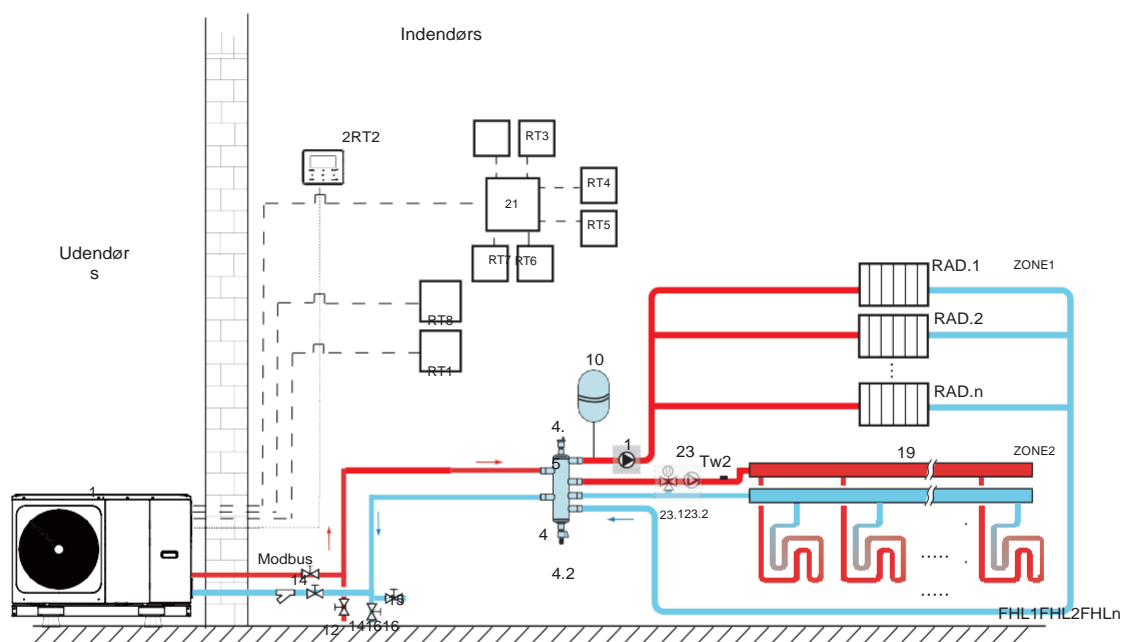 Indendørs
2RT2
RT3
RT4
21
RT5
RT7
RT6
Udendør
s
RAD.1
ZONE1
RT8
RAD.2
RT1
10
RAD.n
4.
1
23
5
Tw2
19
ZONE2
1
23.123.2
4
Modbus
4.2
14
15
12
141616
FHL1FHL2FHLn